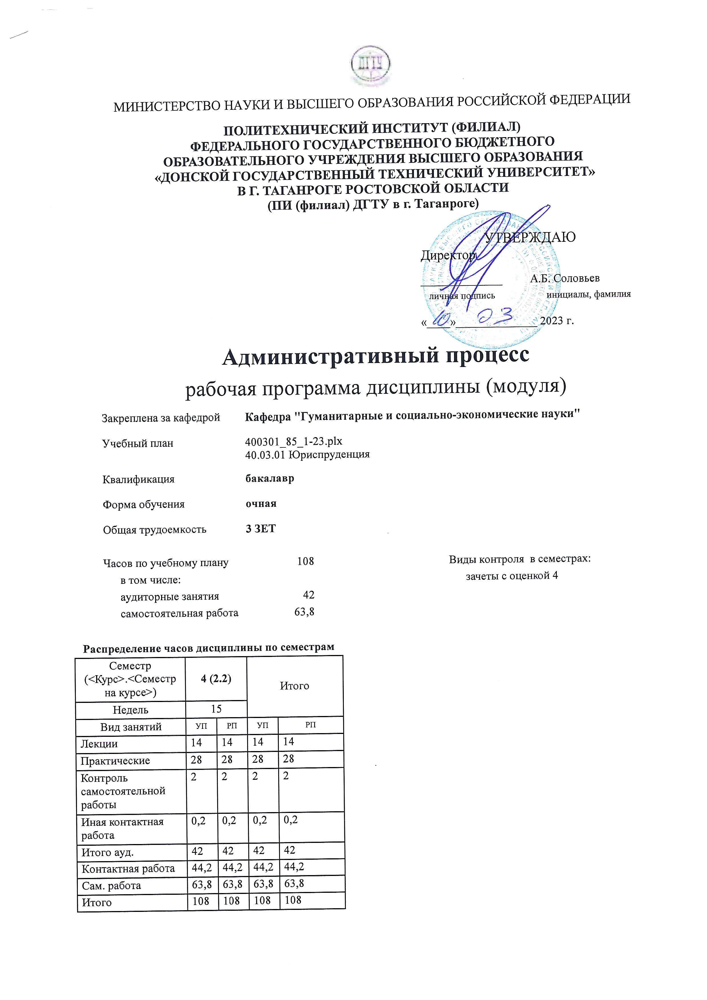 ДГТУ
МИНИСТЕРСТВО НАУКИ И ВЫСШЕГО ОБРАЗОВАНИЯ РОССИЙСКОЙ ФЕДЕРАЦИИ
ПОЛИТЕХНИЧЕСКИЙ ИНСТИТУТ (ФИЛИАЛ)
ФЕДЕРАЛЬНОГО ГОСУДАРСТВЕННОГО БЮДЖЕТНОГО
ОБРАЗОВАТЕЛЬНОГО УЧРЕЖДЕНИЯ ВЫСШЕГО ОБРАЗОВАНИЯ
«ДОНСКОЙ ГОСУДАРСТВЕННЫЙ ТЕХНИЧЕСКИЙ УНИВЕРСИТЕТ»
В Г. ТАГАНРОГЕ РОСТОВСКОЙ ОБЛАСТИ
(ПИ (филиал) ДГТУ в г. Таганроге)
УТВЕРЖДАЮ
Директор
А.Б. Соловьев
личная подпись инициалы, фамилия
«10» 03 2023 г.
Административный процесс
рабочая программа дисциплины (модуля)
Закреплена за кафедрой Кафедра "Гуманитарные и социально-экономические науки"
Учебный план 400301_85_1-23.plx
40.03.01 Юриспруденция
Квалификация бакалавр
Форма обучения очная
Общая трудоемкость 3 ЗЕТ
Часов по учебному плану 108 Виды контроля в семестрах:
в том числе: зачеты с оценкой 4
аудиторные занятия 42
самостоятельная работа 63,8
Распределение часов дисциплины по семестрам
Семестр
(<Курс>.<Семестр 4 (2.2) Итого
на курсе>)
Недель 15
Вид занятий УП РП УП РП
Лекции 14 14 14 14
Практические 28 28 28 28
Контроль 2 2 2 2
самостоятельной
работы
Иная контактная 0,2 0,2 0,2 0,2
работа
Итого ауд. 42 42 42 42
Контактная работа 44,2 44,2 44,2 44,2
Сам. работа 63,8 63,8 63,8 63,8
Итого 108 108 108 108